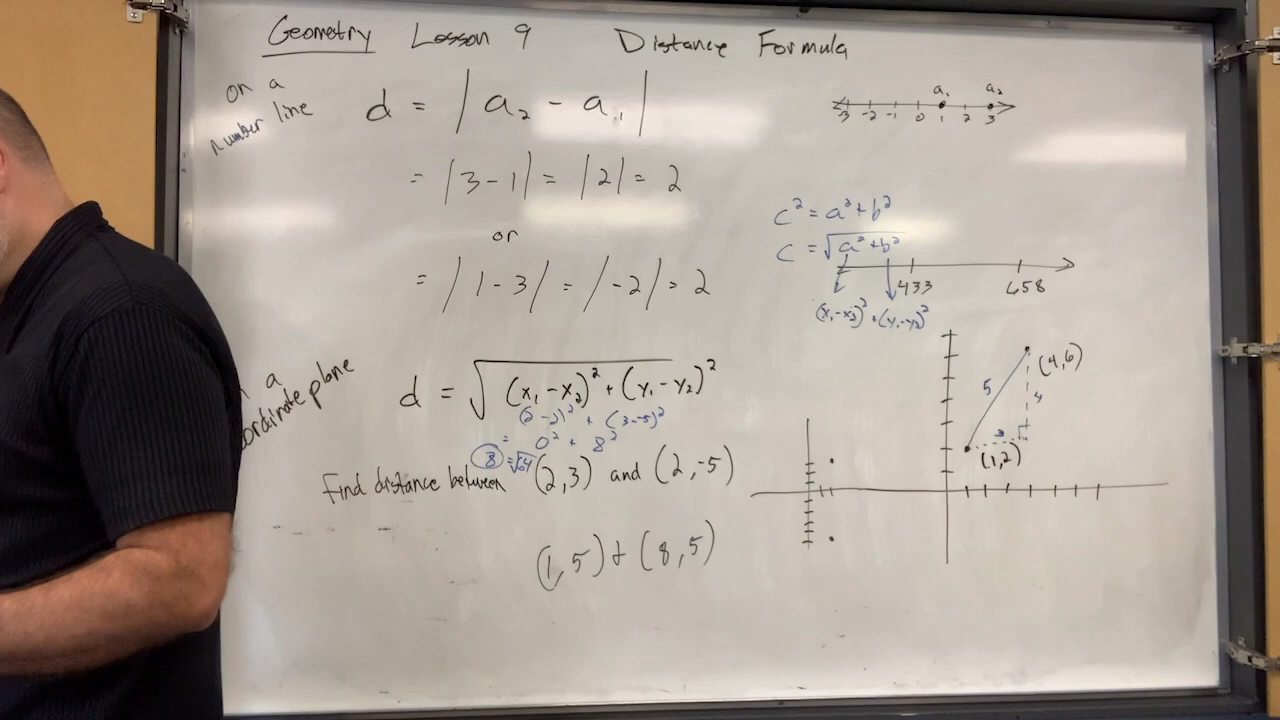 Geometry Lesson 9 Distance Formula
on a
number line
d = | a₂ - a₁ |
= |3-1| = |2| = 2
or
= |1-3| = |-2| = 2
a₁ a₂
-3 -2 -1 0 1 2 3
c² = a² + b²
c = √a² + b²
433 658
(x₁-x₂)² + (y₁-y₂)²
a
ordinate plane
d = √(x₁-x₂)² + (y₁-y₂)²
(2-2)² + (3--5)²
= 0² + 8²
8 = √64
Find distance between (2,3) and (2,-5)
(1,5) + (8,5)
(4,6)
5
4
3
(1,2)